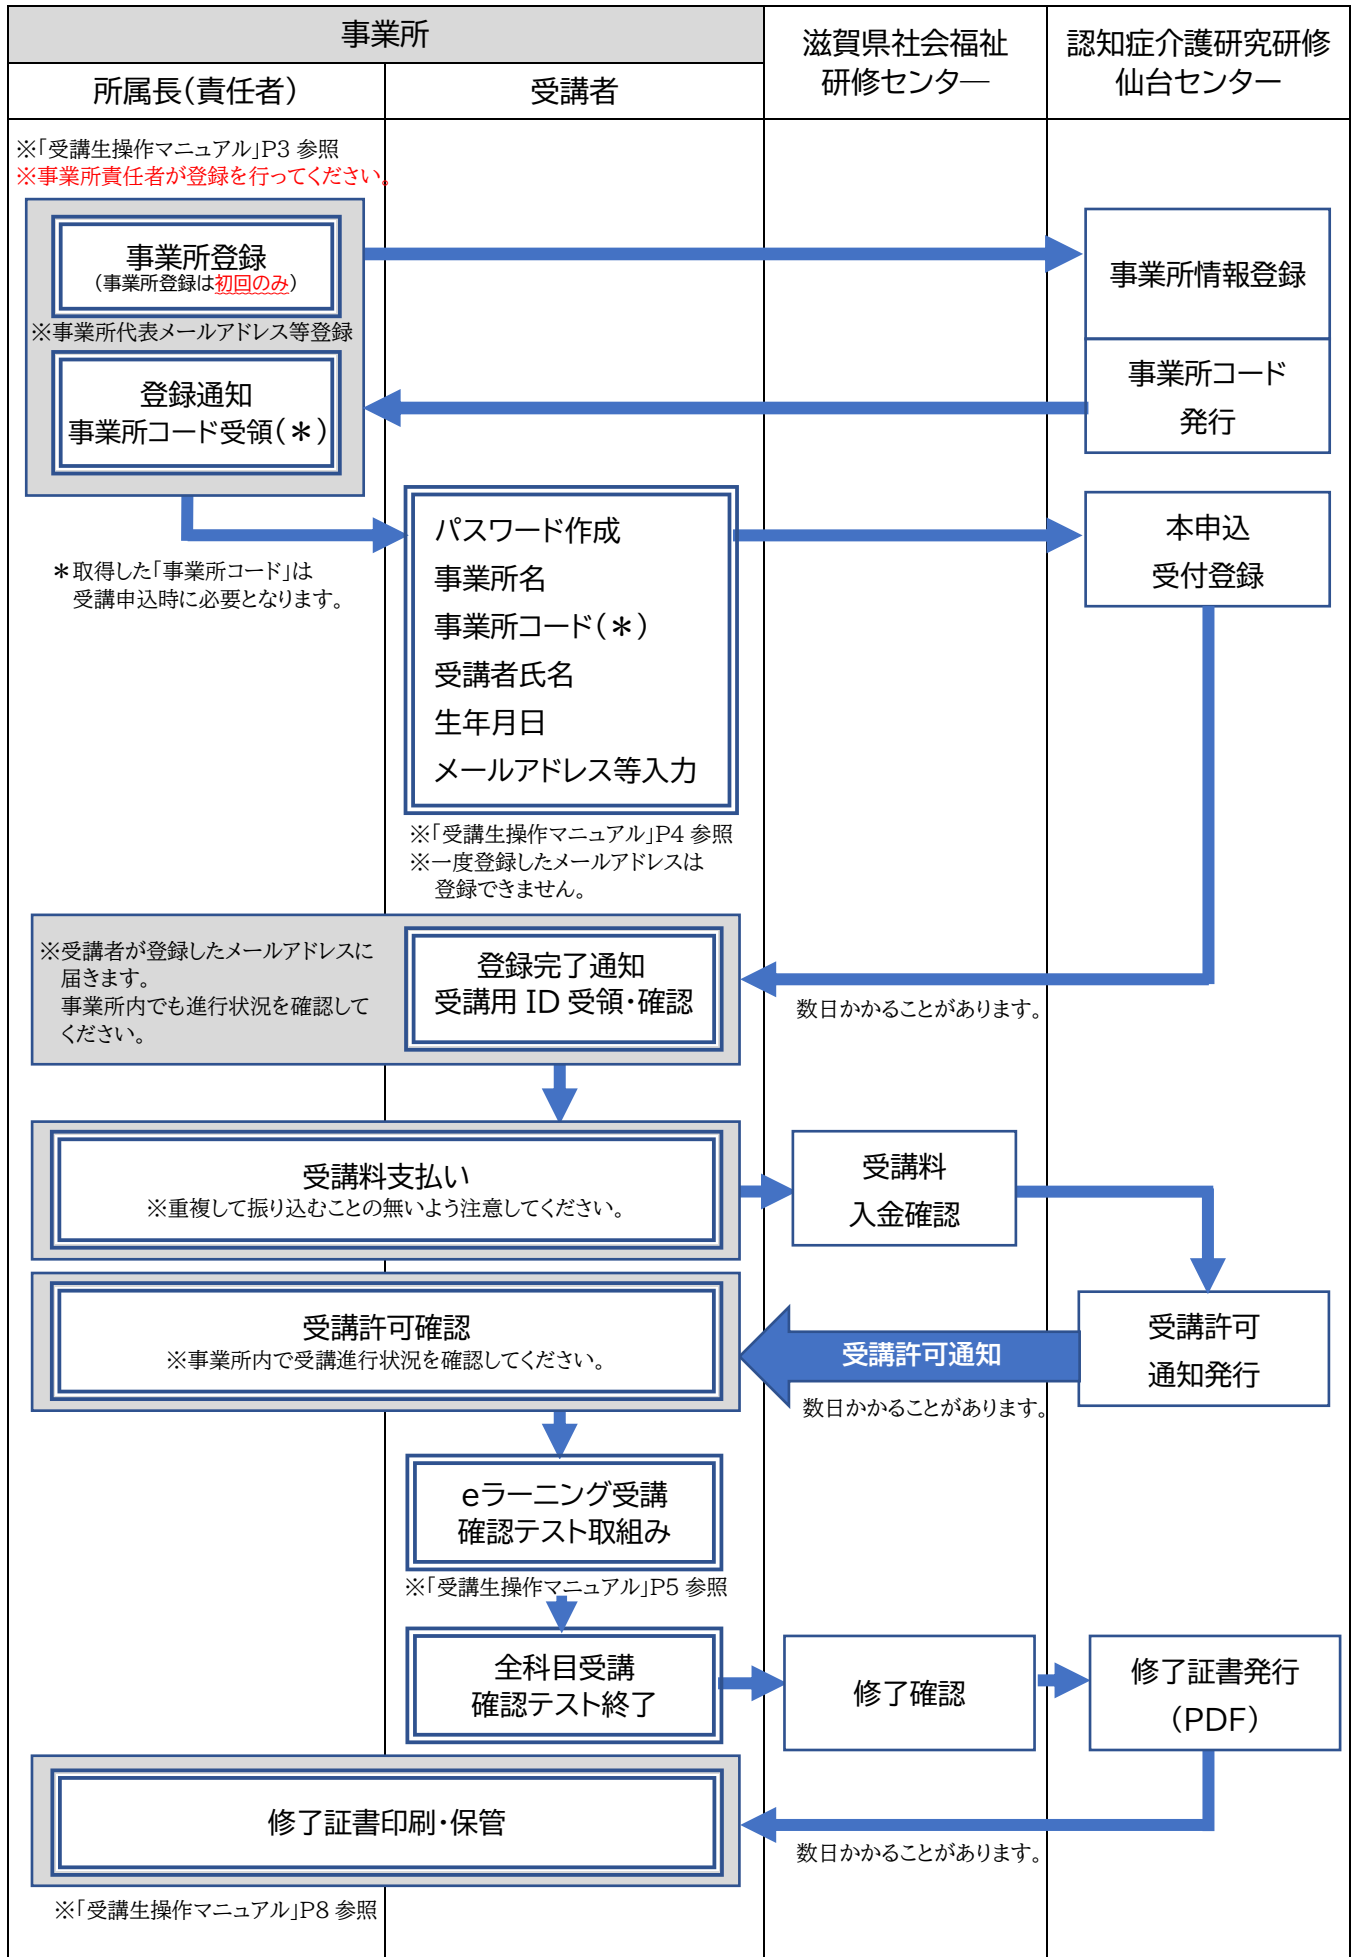 事業所
所属長（責任者）
受講者
滋賀県社会福祉
研修センター
認知症介護研究研修
仙台センター
※「受講生操作マニュアル」P3 参照
※事業所責任者が登録を行ってください。
事業所登録
（事業所登録は初回のみ）
※事業所代表メールアドレス等登録
登録通知
事業所コード受領（＊）
事業所情報登録
事業所コード
発行
＊取得した「事業所コード」は
受講申込時に必要となります。
パスワード作成
事業所名
事業所コード（＊）
受講者氏名
生年月日
メールアドレス等入力
本申込
受付登録
※「受講生操作マニュアル」P4 参照
※一度登録したメールアドレスは
登録できません。
※受講者が登録したメールアドレスに
届きます。
事業所内でも進行状況を確認して
ください。
登録完了通知
受講用 ID 受領・確認
数日かかることがあります。
受講料支払い
※重複して振り込むことの無いよう注意してください。
受講料
入金確認
受講許可確認
※事業所内で受講進行状況を確認してください。
受講許可通知
数日かかることがあります。
受講許可
通知発行
eラーニング受講
確認テスト取組み
※「受講生操作マニュアル」P5 参照
全科目受講
確認テスト終了
修了確認
修了証書発行
（PDF）
修了証書印刷・保管
数日かかることがあります。
※「受講生操作マニュアル」P8 参照